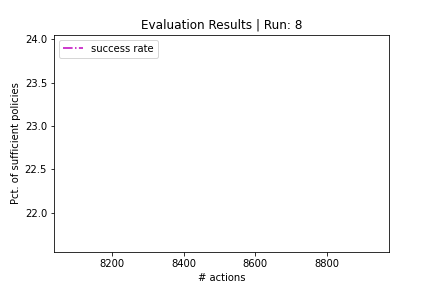 Evaluation Results | Run: 8
success rate
Pct. of sufficient policies
24.0
23.5
23.0
22.5
22.0
8200 8400 8600 8800
# actions